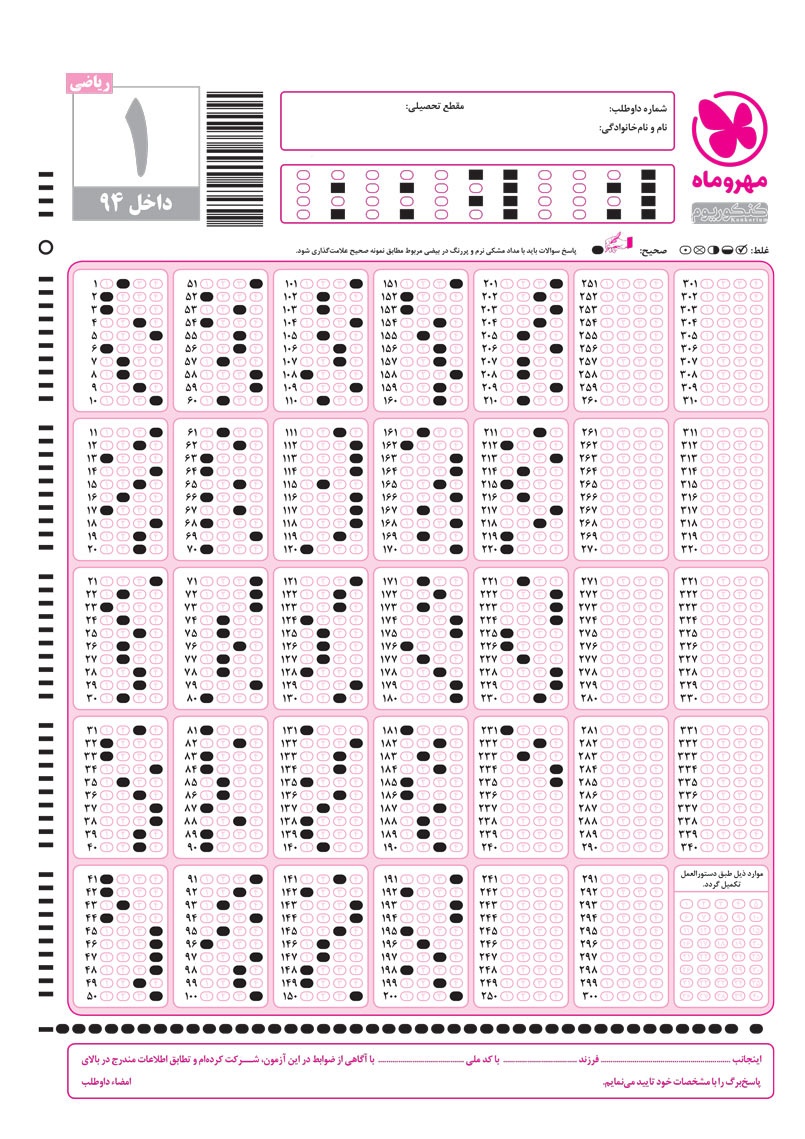 ریاضی
۱
داخل ۹۴
شماره داوطلب:
مقطع تحصیلی:
نام و نام‌خانوادگی:
مهروماه
کنکوریوم
Konkorium
غلط:
صحیح:
پاسخ سوالات باید با مداد مشکی نرم و پررنگ در بیضی مربوط مطابق نمونه صحیح علامت‌گذاری شود.
۱ ۵۱ ۱۰۱ ۱۵۱ ۲۰۱ ۲۵۱ ۳۰۱
۲ ۵۲ ۱۰۲ ۱۵۲ ۲۰۲ ۲۵۲ ۳۰۲
۳ ۵۳ ۱۰۳ ۱۵۳ ۲۰۳ ۲۵۳ ۳۰۳
۴ ۵۴ ۱۰۴ ۱۵۴ ۲۰۴ ۲۵۴ ۳۰۴
۵ ۵۵ ۱۰۵ ۱۵۵ ۲۰۵ ۲۵۵ ۳۰۵
۶ ۵۶ ۱۰۶ ۱۵۶ ۲۰۶ ۲۵۶ ۳۰۶
۷ ۵۷ ۱۰۷ ۱۵۷ ۲۰۷ ۲۵۷ ۳۰۷
۸ ۵۸ ۱۰۸ ۱۵۸ ۲۰۸ ۲۵۸ ۳۰۸
۹ ۵۹ ۱۰۹ ۱۵۹ ۲۰۹ ۲۵۹ ۳۰۹
۱۰ ۶۰ ۱۱۰ ۱۶۰ ۲۱۰ ۲۶۰ ۳۱۰
۱۱ ۶۱ ۱۱۱ ۱۶۱ ۲۱۱ ۲۶۱ ۳۱۱
۱۲ ۶۲ ۱۱۲ ۱۶۲ ۲۱۲ ۲۶۲ ۳۱۲
۱۳ ۶۳ ۱۱۳ ۱۶۳ ۲۱۳ ۲۶۳ ۳۱۳
۱۴ ۶۴ ۱۱۴ ۱۶۴ ۲۱۴ ۲۶۴ ۳۱۴
۱۵ ۶۵ ۱۱۵ ۱۶۵ ۲۱۵ ۲۶۵ ۳۱۵
۱۶ ۶۶ ۱۱۶ ۱۶۶ ۲۱۶ ۲۶۶ ۳۱۶
۱۷ ۶۷ ۱۱۷ ۱۶۷ ۲۱۷ ۲۶۷ ۳۱۷
۱۸ ۶۸ ۱۱۸ ۱۶۸ ۲۱۸ ۲۶۸ ۳۱۸
۱۹ ۶۹ ۱۱۹ ۱۶۹ ۲۱۹ ۲۶۹ ۳۱۹
۲۰ ۷۰ ۱۲۰ ۱۷۰ ۲۲۰ ۲۷۰ ۳۲۰
۲۱ ۷۱ ۱۲۱ ۱۷۱ ۲۲۱ ۲۷۱ ۳۲۱
۲۲ ۷۲ ۱۲۲ ۱۷۲ ۲۲۲ ۲۷۲ ۳۲۲
۲۳ ۷۳ ۱۲۳ ۱۷۳ ۲۲۳ ۲۷۳ ۳۲۳
۲۴ ۷۴ ۱۲۴ ۱۷۴ ۲۲۴ ۲۷۴ ۳۲۴
۲۵ ۷۵ ۱۲۵ ۱۷۵ ۲۲۵ ۲۷۵ ۳۲۵
۲۶ ۷۶ ۱۲۶ ۱۷۶ ۲۲۶ ۲۷۶ ۳۲۶
۲۷ ۷۷ ۱۲۷ ۱۷۷ ۲۲۷ ۲۷۷ ۳۲۷
۲۸ ۷۸ ۱۲۸ ۱۷۸ ۲۲۸ ۲۷۸ ۳۲۸
۲۹ ۷۹ ۱۲۹ ۱۷۹ ۲۲۹ ۲۷۹ ۳۲۹
۳۰ ۸۰ ۱۳۰ ۱۸۰ ۲۳۰ ۲۸۰ ۳۳۰
۳۱ ۸۱ ۱۳۱ ۱۸۱ ۲۳۱ ۲۸۱ ۳۳۱
۳۲ ۸۲ ۱۳۲ ۱۸۲ ۲۳۲ ۲۸۲ ۳۳۲
۳۳ ۸۳ ۱۳۳ ۱۸۳ ۲۳۳ ۲۸۳ ۳۳۳
۳۴ ۸۴ ۱۳۴ ۱۸۴ ۲۳۴ ۲۸۴ ۳۳۴
۳۵ ۸۵ ۱۳۵ ۱۸۵ ۲۳۵ ۲۸۵ ۳۳۵
۳۶ ۸۶ ۱۳۶ ۱۸۶ ۲۳۶ ۲۸۶ ۳۳۶
۳۷ ۸۷ ۱۳۷ ۱۸۷ ۲۳۷ ۲۸۷ ۳۳۷
۳۸ ۸۸ ۱۳۸ ۱۸۸ ۲۳۸ ۲۸۸ ۳۳۸
۳۹ ۸۹ ۱۳۹ ۱۸۹ ۲۳۹ ۲۸۹ ۳۳۹
۴۰ ۹۰ ۱۴۰ ۱۹۰ ۲۴۰ ۲۹۰ ۳۴۰
۴۱ ۹۱ ۱۴۱ ۱۹۱ ۲۴۱ ۲۹۱
۴۲ ۹۲ ۱۴۲ ۱۹۲ ۲۴۲ ۲۹۲
۴۳ ۹۳ ۱۴۳ ۱۹۳ ۲۴۳ ۲۹۳
۴۴ ۹۴ ۱۴۴ ۱۹۴ ۲۴۴ ۲۹۴
۴۵ ۹۵ ۱۴۵ ۱۹۵ ۲۴۵ ۲۹۵
۴۶ ۹۶ ۱۴۶ ۱۹۶ ۲۴۶ ۲۹۶
۴۷ ۹۷ ۱۴۷ ۱۹۷ ۲۴۷ ۲۹۷
۴۸ ۹۸ ۱۴۸ ۱۹۸ ۲۴۸ ۲۹۸
۴۹ ۹۹ ۱۴۹ ۱۹۹ ۲۴۹ ۲۹۹
۵۰ ۱۰۰ ۱۵۰ ۲۰۰ ۲۵۰ ۳۰۰
موارد ذیل طبق دستورالعمل
تکمیل گردد.
اینجانب ........ فرزند ........ با کد ملی ........ با آگاهی از ضوابط در این آزمون، شــرکت کرده‌ام و تطابق اطلاعات مندرج در بالای
پاسخ‌برگ را با مشخصات خود تایید می‌نمایم.
امضاء داوطلب